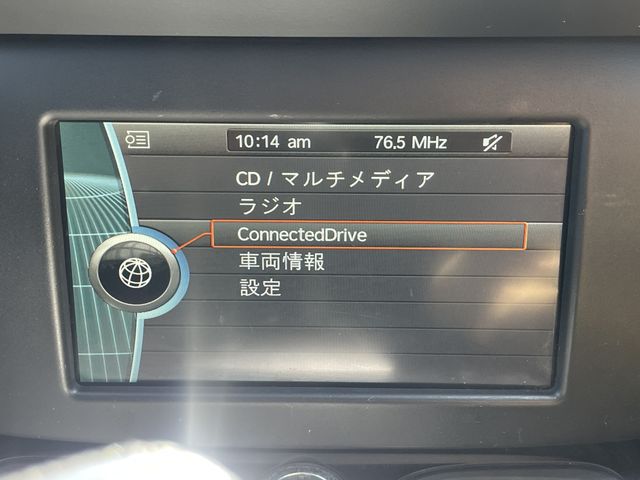 10:14 am 76.5 MHz
CD / マルチメディア
ラジオ
ConnectedDrive
車両情報
設定